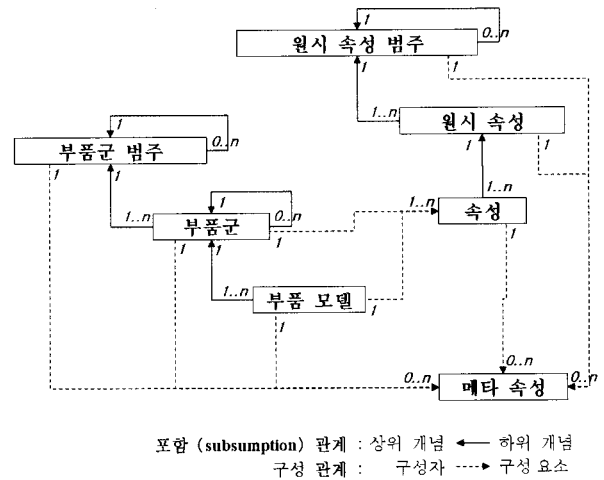 1
0..n
원시 속성 범주
1
1
1
1..n
0..n
원시 속성
부품군 범주
1
1
1
1
1
0..n
1..n
1..n
1..n
속성
부품군
1
1
1
1
1..n
부품 모델
1
1
0..n
0..n
메타 속성
0..n
포함 (subsumption) 관계 : 상위 개념 하위 개념
구성 관계 : 구성자 구성 요소